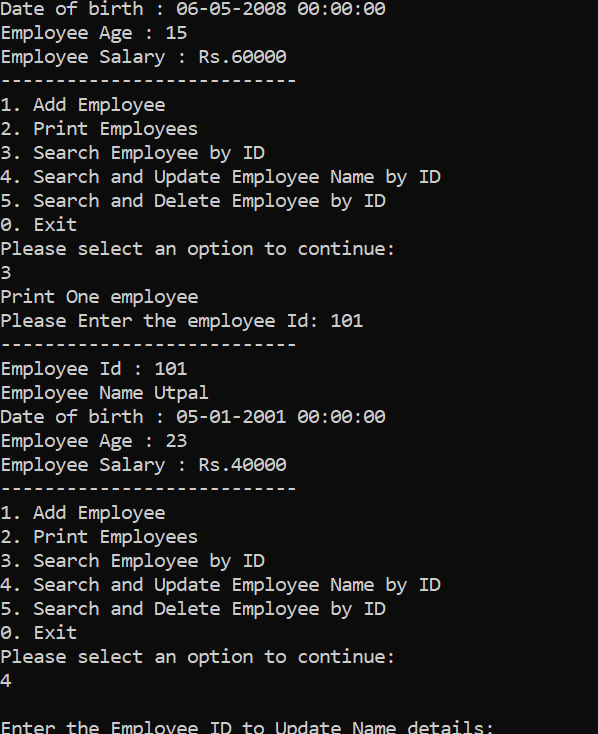 Date of birth : 06-05-2008 00:00:00
Employee Age : 15
Employee Salary : Rs.60000
---------------------------
1. Add Employee
2. Print Employees
3. Search Employee by ID
4. Search and Update Employee Name by ID
5. Search and Delete Employee by ID
0. Exit
Please select an option to continue:
3
Print One employee
Please Enter the employee Id: 101
---------------------------
Employee Id : 101
Employee Name Utpal
Date of birth : 05-01-2001 00:00:00
Employee Age : 23
Employee Salary : Rs.40000
---------------------------
1. Add Employee
2. Print Employees
3. Search Employee by ID
4. Search and Update Employee Name by ID
5. Search and Delete Employee by ID
0. Exit
Please select an option to continue:
4
Enter the Employee ID to Update Name details: